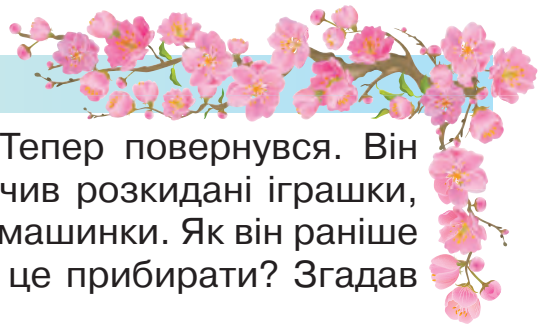 Тепер повернувся. Він
чив розкидані іграшки,
машинки. Як він раніше
це прибирати? Згадав